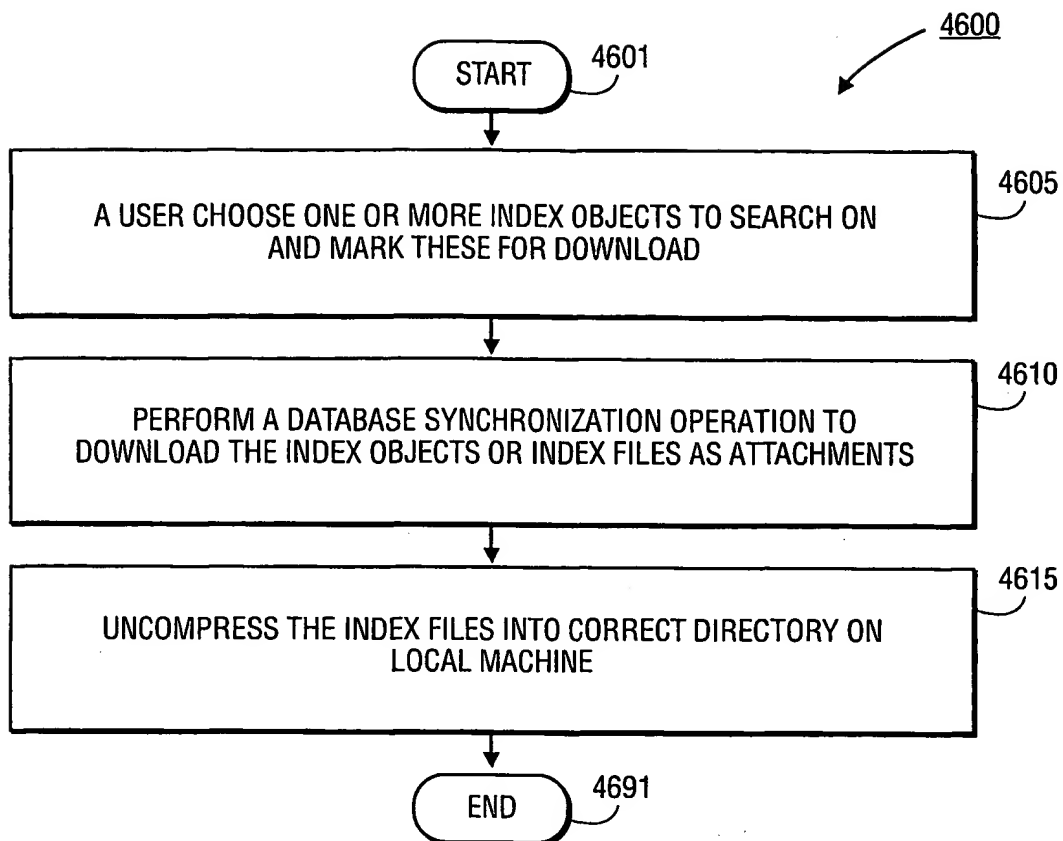 4600
START
4601
4605
A USER CHOOSE ONE OR MORE INDEX OBJECTS TO SEARCH ON
AND MARK THESE FOR DOWNLOAD
4610
PERFORM A DATABASE SYNCHRONIZATION OPERATION TO
DOWNLOAD THE INDEX OBJECTS OR INDEX FILES AS ATTACHMENTS
4615
UNCOMPRESS THE INDEX FILES INTO CORRECT DIRECTORY ON
LOCAL MACHINE
END
4691